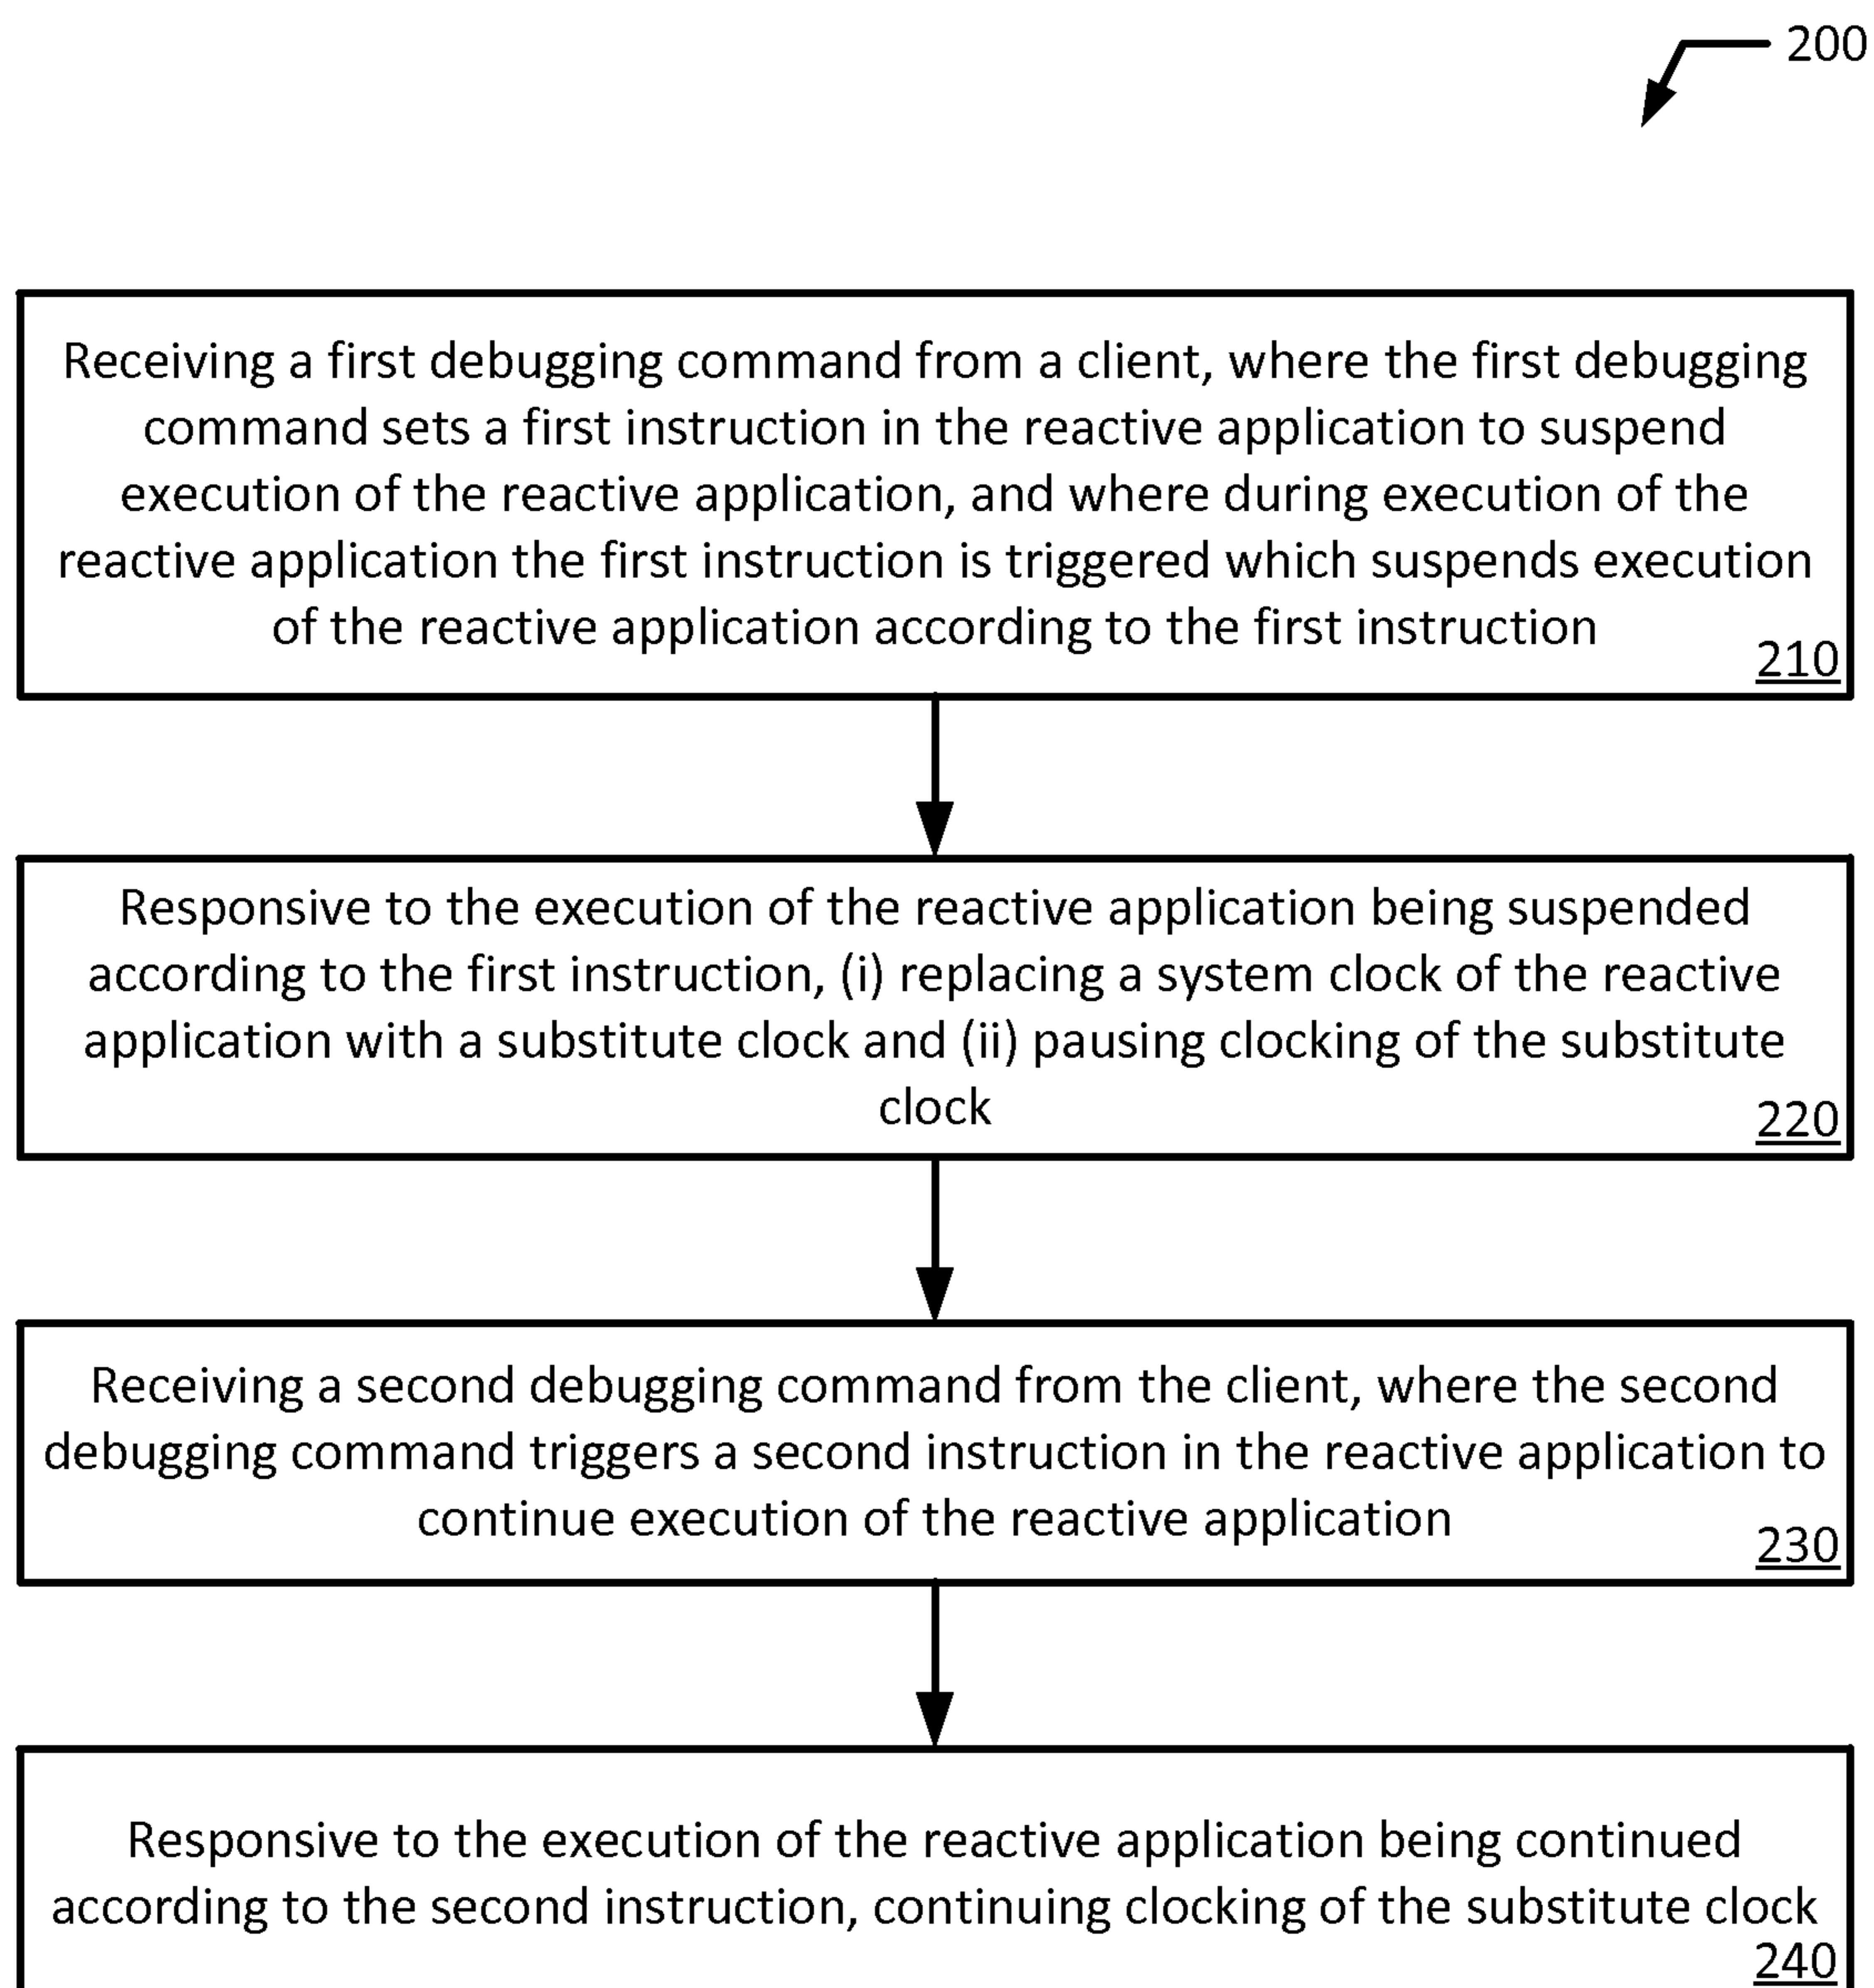 200
Receiving a first debugging command from a client, where the first debugging
command sets a first instruction in the reactive application to suspend
execution of the reactive application, and where during execution of the
reactive application the first instruction is triggered which suspends execution
of the reactive application according to the first instruction
210
Responsive to the execution of the reactive application being suspended
according to the first instruction, (i) replacing a system clock of the reactive
application with a substitute clock and (ii) pausing clocking of the substitute
clock
220
Receiving a second debugging command from the client, where the second
debugging command triggers a second instruction in the reactive application to
continue execution of the reactive application
230
Responsive to the execution of the reactive application being continued
according to the second instruction, continuing clocking of the substitute clock
240